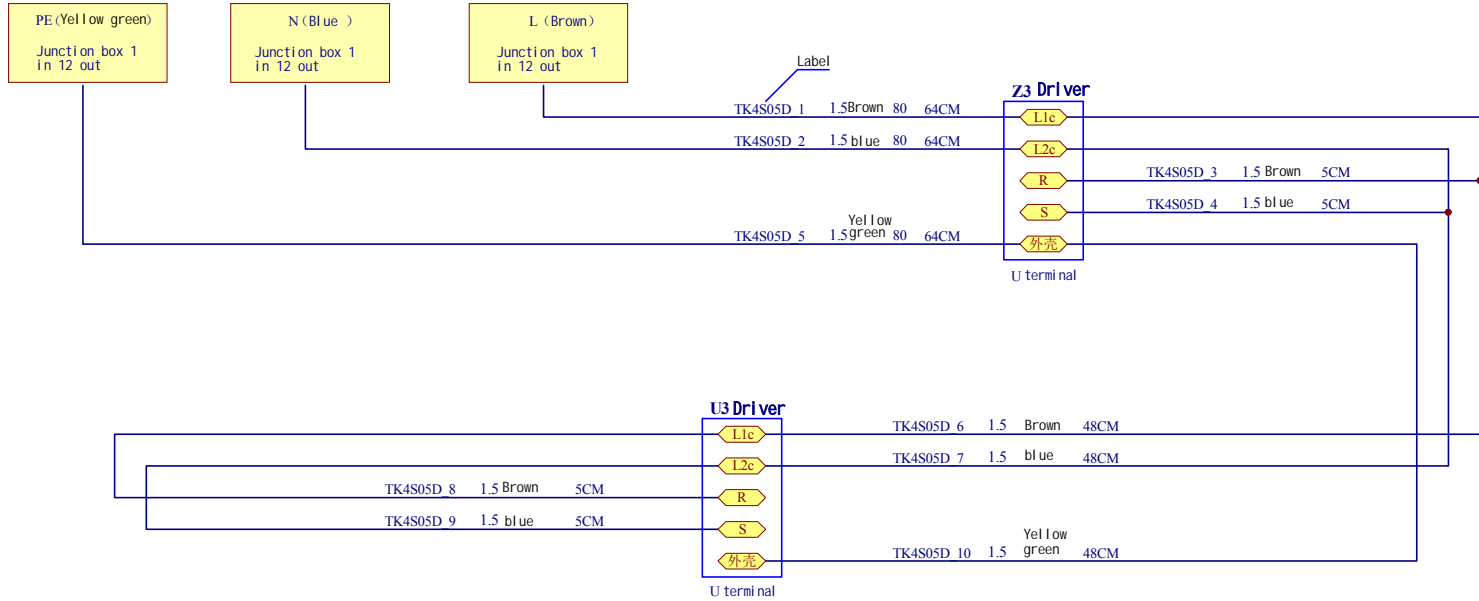 PE(Yellow green)
Junction box 1
in 12 out
N(Blue )
Junction box 1
in 12 out
L (Brown)
Junction box 1
in 12 out
Label
Z3 Driver
TK4S05D_1 1.5 Brown 80 64CM
L1c
TK4S05D_2 1.5 blue 80 64CM
L2c
R
TK4S05D_3 1.5 Brown 5CM
S
TK4S05D_4 1.5 blue 5CM
Yellow
TK4S05D_5 1.5 green 80 64CM
外壳
U terminal
U3 Driver
L1c
TK4S05D_6 1.5 Brown 48CM
L2c
TK4S05D_7 1.5 blue 48CM
TK4S05D_8 1.5 Brown 5CM
R
TK4S05D_9 1.5 blue 5CM
S
Yellow
外壳
TK4S05D_10 1.5 green 48CM
U terminal